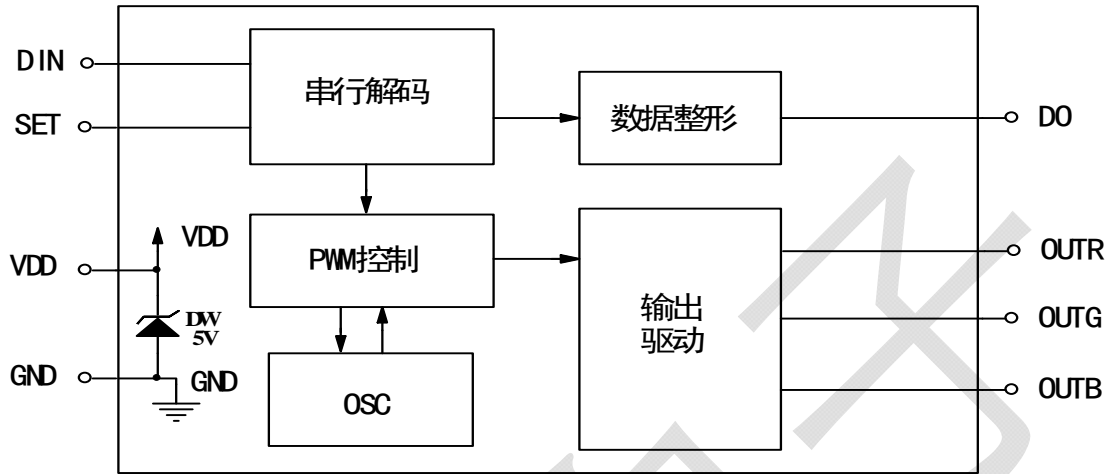 DIN
串行解码
数据整形
DO
SET
VDD
VDD
PWM控制
输出
驱动
OUTR
DW
5V
OUTG
GND
GND
OSC
OUTB